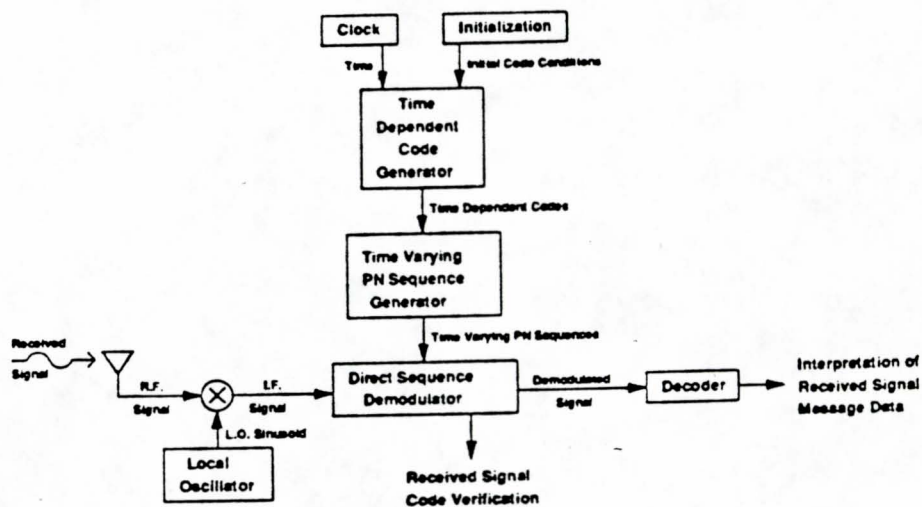 Clock
Initialization
Time
Initial Code Conditions
Time
Dependent
Code
Generator
Time Dependent Codes
Time Varying
PN Sequence
Generator
Time Varying PN Sequences
Received
Signal
R.F.
Signal
I.F.
Signal
L.O. Sinusoid
Local
Oscillator
Direct Sequence
Demodulator
Demodulated
Signal
Decoder
Interpretation of
Received Signal
Message Data
Received Signal
Code Verification